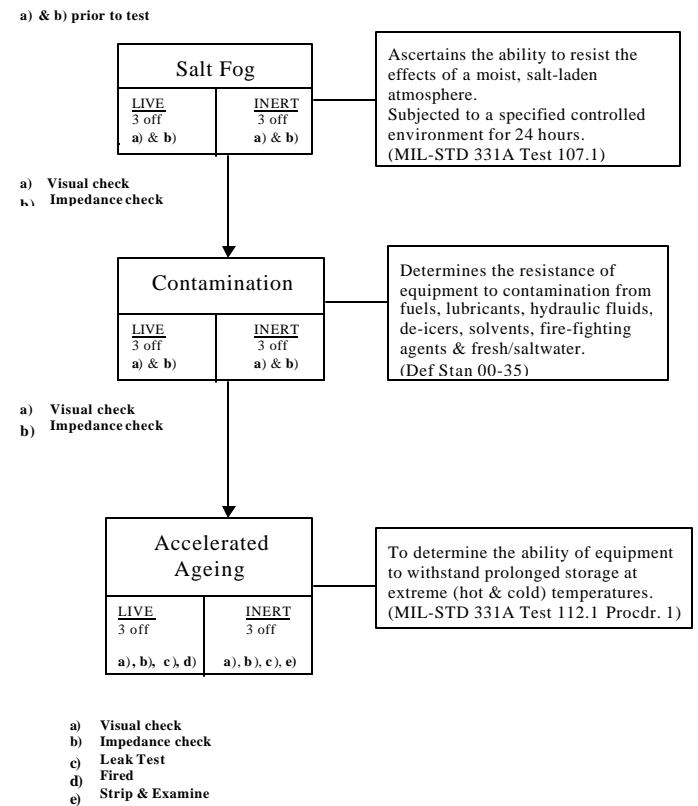 a) & b) prior to test
Salt Fog
LIVE
3 off
a) & b)
INERT
3 off
a) & b)
Ascertains the ability to resist the
effects of a moist, salt-laden
atmosphere.
Subjected to a specified controlled
environment for 24 hours.
(MIL-STD 331A Test 107.1)
a) Visual check
b) Impedance check
Contamination
LIVE
3 off
a) & b)
INERT
3 off
a) & b)
Determines the resistance of
equipment to contamination from
fuels, lubricants, hydraulic fluids,
de-icers, solvents, fire-fighting
agents & fresh/saltwater.
(Def Stan 00-35)
a) Visual check
b) Impedance check
Accelerated
Ageing
LIVE
3 off
a), b), c), d)
INERT
3 off
a), b), c), e)
To determine the ability of equipment
to withstand prolonged storage at
extreme (hot & cold) temperatures.
(MIL-STD 331A Test 112.1 Procdr. 1)
a) Visual check
b) Impedance check
c) Leak Test
d) Fired
e) Strip & Examine